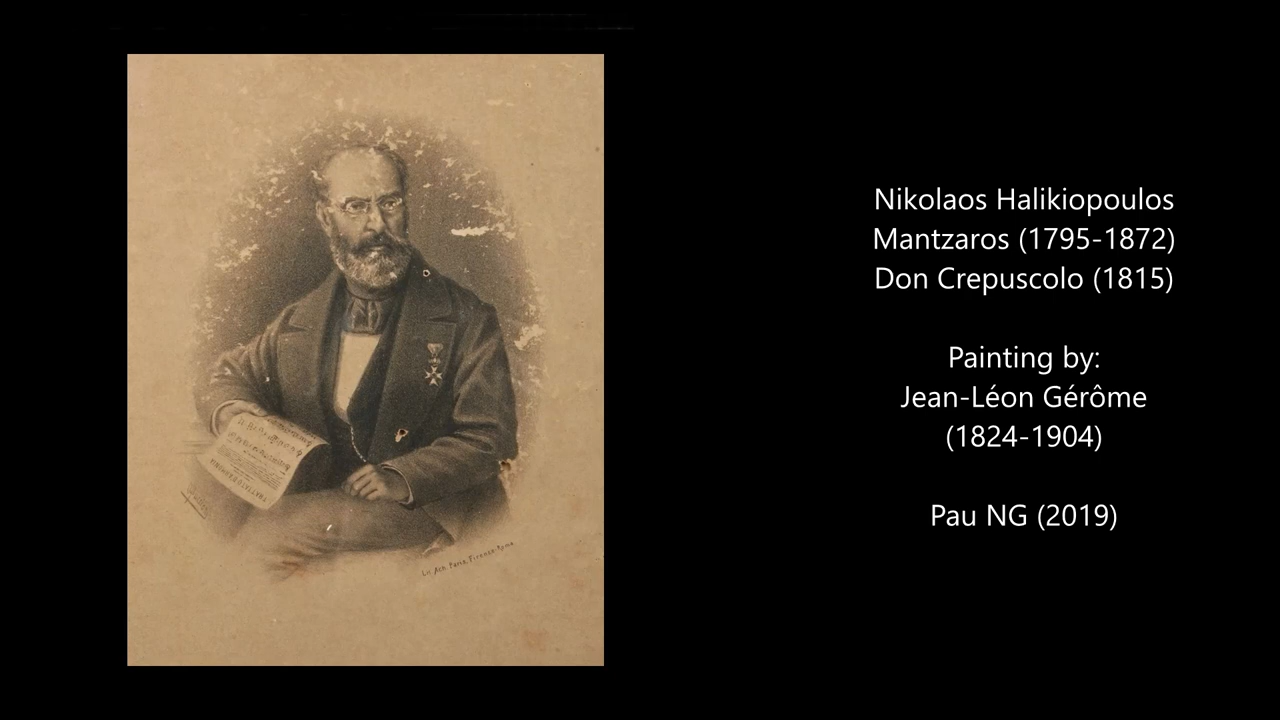 Nikolaos Halikiopoulos
Mantzaros (1795-1872)
Don Crepuscolo (1815)
Painting by:
Jean-Léon Gérôme
(1824-1904)
Pau NG (2019)